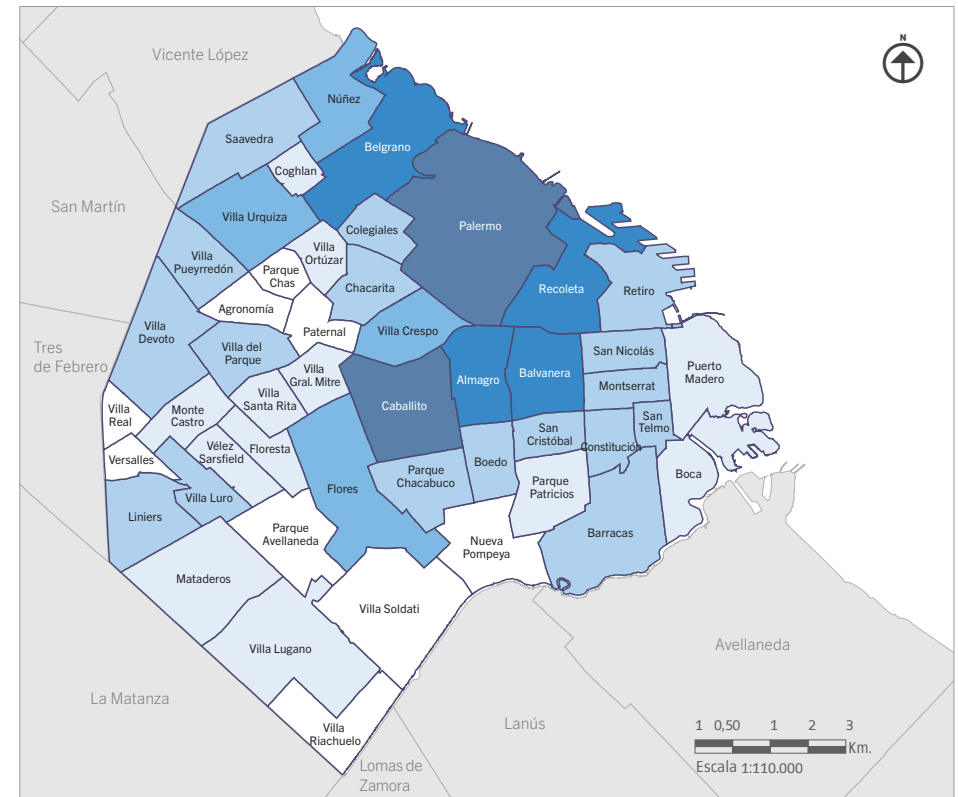 Vicente López
N
Núñez
Saavedra
Belgrano
Coghlan
San Martín
Villa Urquiza
Palermo
Colegiales
Villa
Ortúzar
Villa
Pueyrredón
Parque
Chas
Chacarita
Recoleta
Retiro
Agronomía
Villa
Devoto
Paternal
Villa Crespo
Tres
de Febrero
Villa del
Parque
San Nicolás
Puerto
Madero
Villa
Gral. Mitre
Almagro
Balvanera
Montserrat
Villa
Santa Rita
Caballito
Villa
Real
Monte
Castro
San
Telmo
San
Cristóbal
Constitución
Vélez
Sarsfield
Floresta
Versalles
Boedo
Parque
Chacabuco
Boca
Flores
Parque
Patricios
Villa Luro
Liniers
Parque
Avellaneda
Barracas
Nueva
Pompeya
Mataderos
Villa Soldati
Villa Lugano
Avellaneda
La Matanza
Lanús
Villa
Riachuelo
1 0,50 1 2 3
Km.
Escala 1:110.000
Lomas de
Zamora